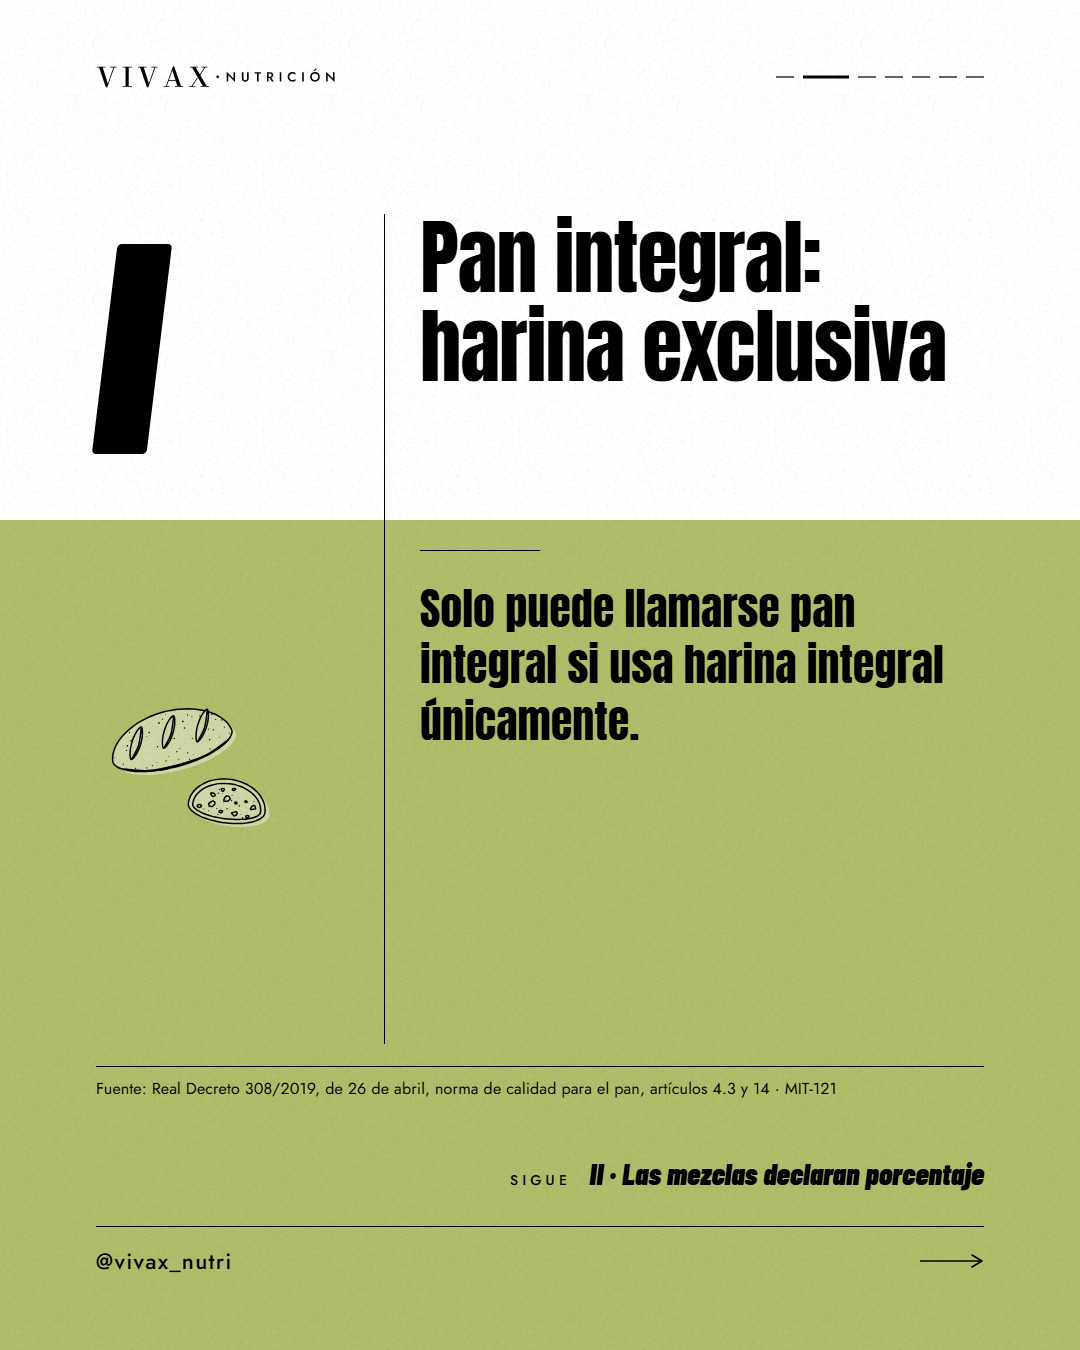 VIVAX·NUTRICIÓN
I
Pan integral:
harina exclusiva
Solo puede llamarse pan
integral si usa harina integral
únicamente.
Fuente: Real Decreto 308/2019, de 26 de abril, norma de calidad para el pan, artículos 4.3 y 14 · MIT-121
SIGUE II · Las mezclas declaran porcentaje
@vivax_nutri